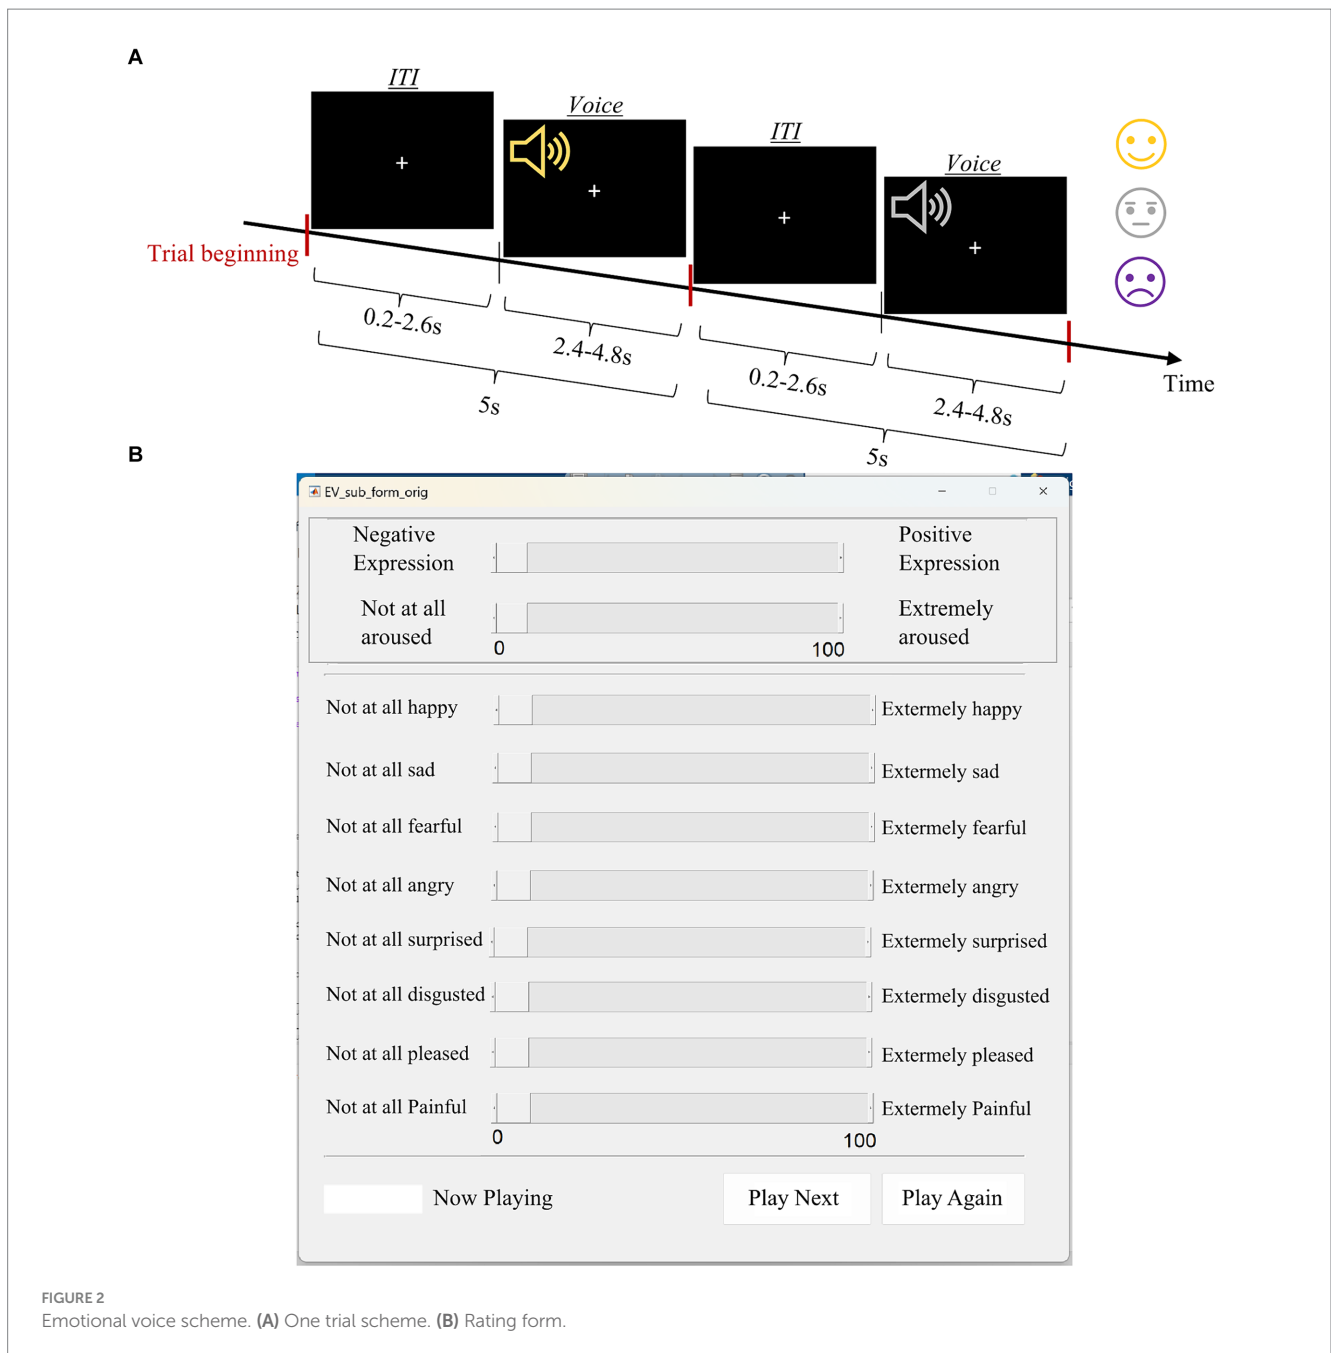 A
ITI
Voice
ITI
Voice
Trial beginning
0.2-2.6s
2.4-4.8s
0.2-2.6s
2.4-4.8s
5s
5s
Time
B
EV_sub_form_orig
Negative
Expression
Positive
Expression
Not at all
aroused
Extremely
aroused
0 100
Not at all happy Extermely happy
Not at all sad Extermely sad
Not at all fearful Extermely fearful
Not at all angry Extermely angry
Not at all surprised Extermely surprised
Not at all disgusted Extermely disgusted
Not at all pleased Extermely pleased
Not at all Painful Extermely Painful
0 100
Now Playing Play Next Play Again
FIGURE 2
Emotional voice scheme. (A) One trial scheme. (B) Rating form.